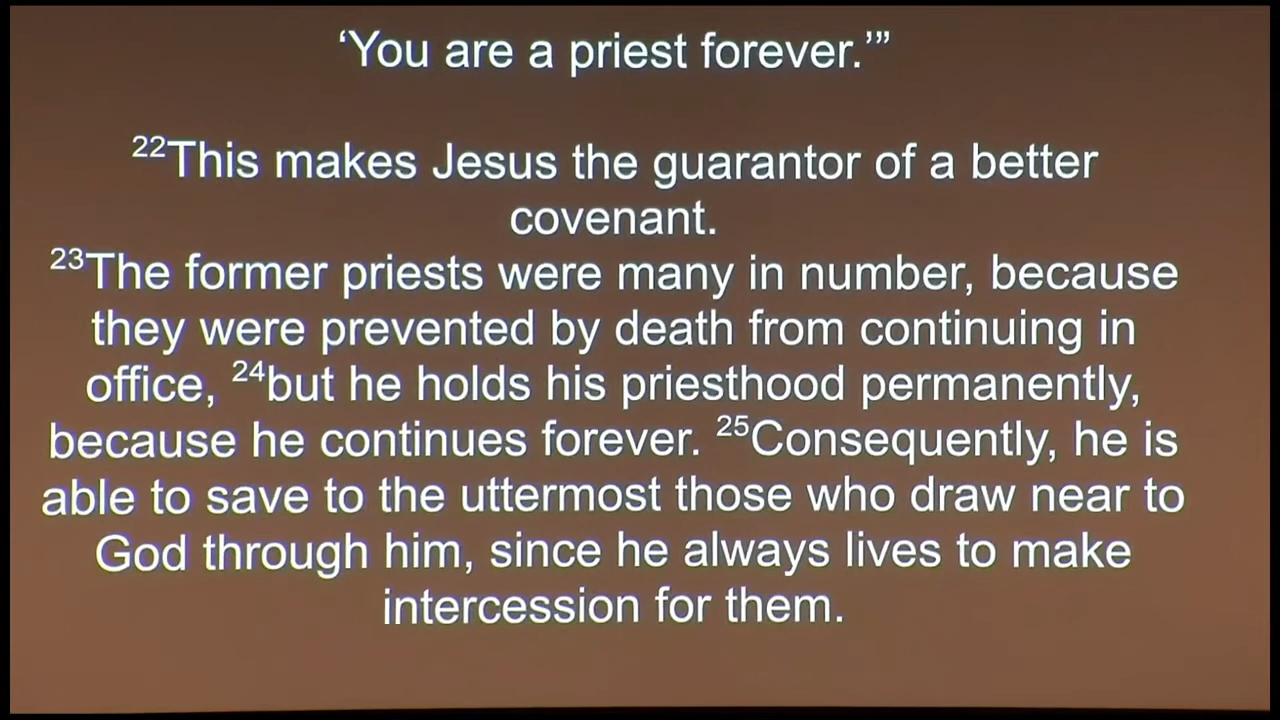 ‘You are a priest forever.’”
²²This makes Jesus the guarantor of a better
covenant.
²³The former priests were many in number, because
they were prevented by death from continuing in
office, ²⁴but he holds his priesthood permanently,
because he continues forever. ²⁵Consequently, he is
able to save to the uttermost those who draw near to
God through him, since he always lives to make
intercession for them.